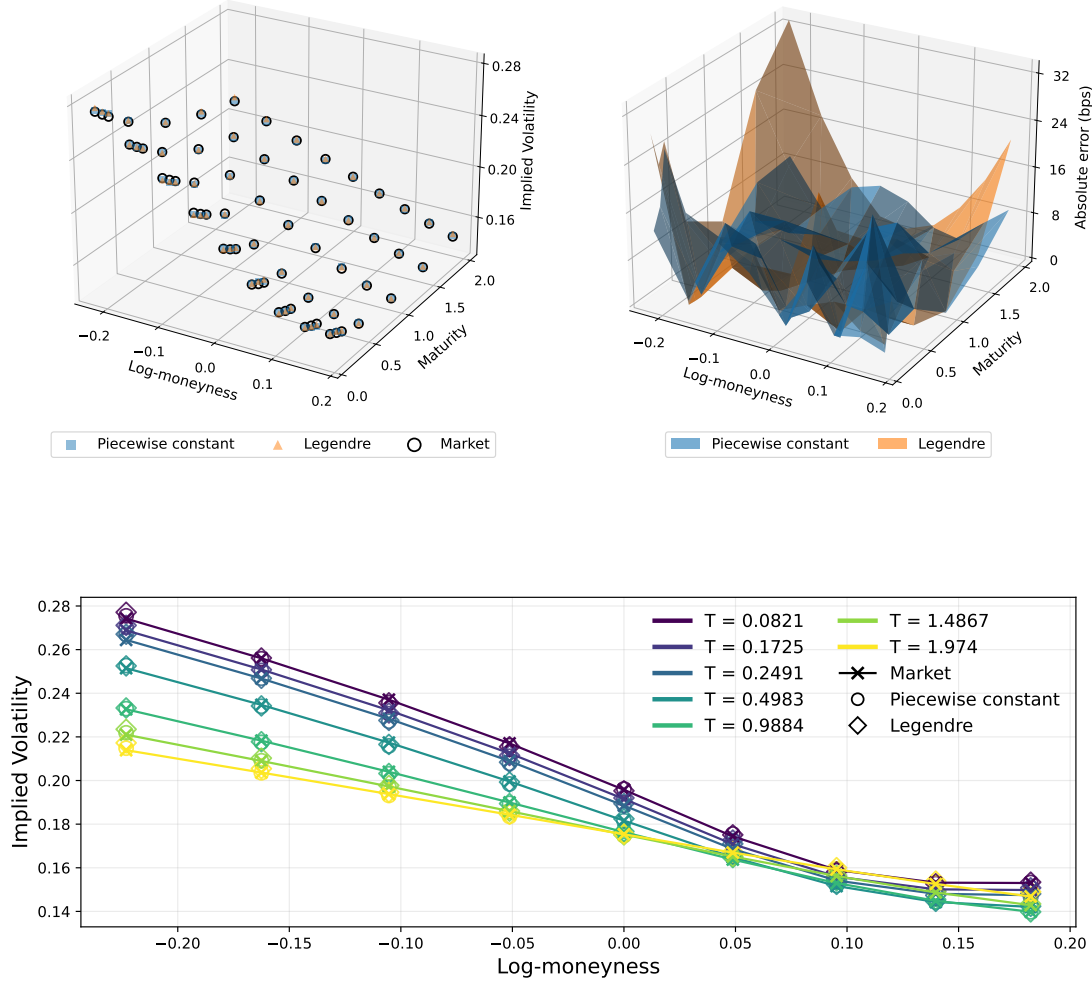 0.28
0.24
0.20
0.16
Implied Volatility
2.0
1.5
1.0
0.5
0.0
Maturity
−0.2
−0.1
0.0
0.1
0.2
Log-moneyness
Piecewise constant
Legendre
Market
32
24
16
8
0
Absolute error (bps)
2.0
1.5
1.0
0.5
0.0
Maturity
−0.2
−0.1
0.0
0.1
0.2
Log-moneyness
Piecewise constant
Legendre
0.28
0.26
0.24
0.22
0.20
0.18
0.16
0.14
Implied Volatility
T = 0.0821
T = 0.1725
T = 0.2491
T = 0.4983
T = 0.9884
T = 1.4867
T = 1.974
Market
Piecewise constant
Legendre
−0.20
−0.15
−0.10
−0.05
0.00
0.05
0.10
0.15
0.20
Log-moneyness